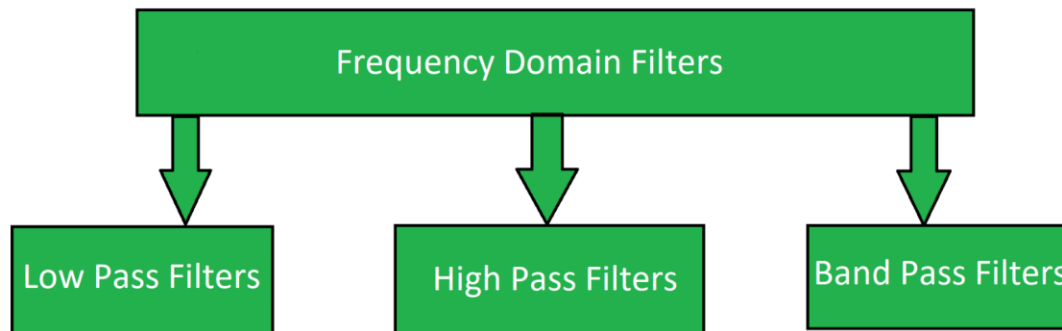 Frequency Domain Filters
Low Pass Filters
High Pass Filters
Band Pass Filters